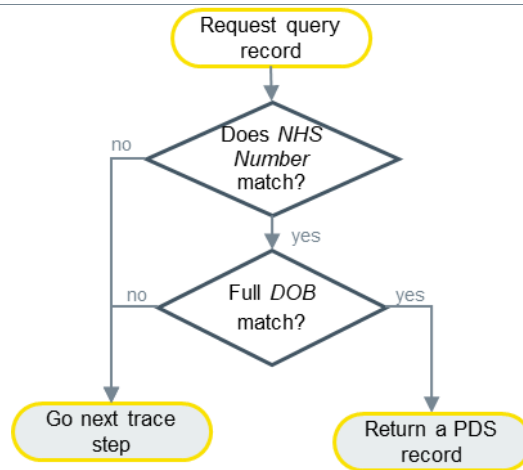 Request query
record
Does NHS
Number
match?
no
yes
Full DOB
match?
no
yes
Go next trace
step
Return a PDS
record